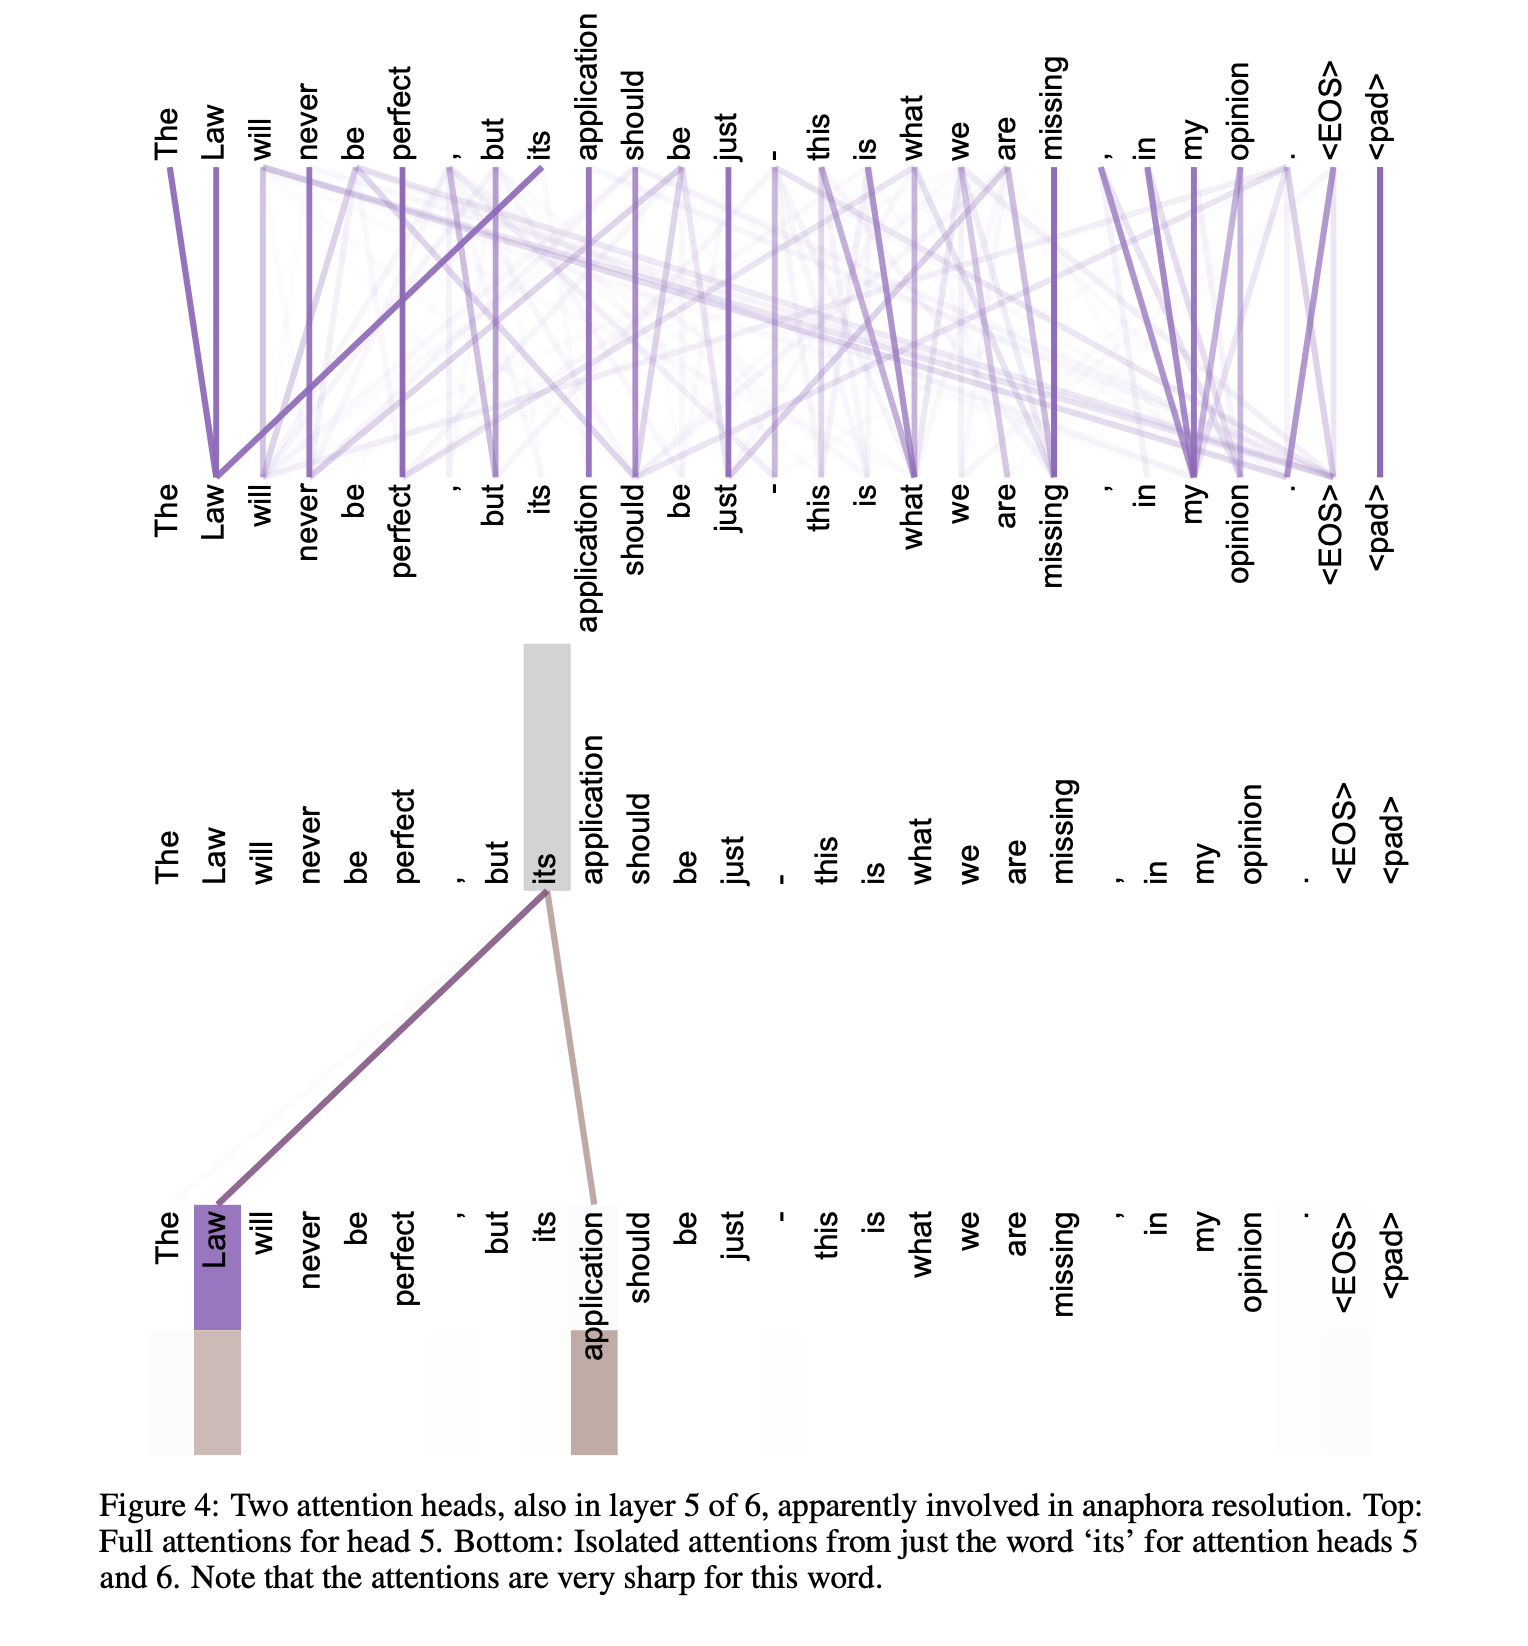 The Law will never be perfect , but its application should be just - this is what we are missing , in my opinion . <EOS> <pad>
The Law will never be perfect , but its application should be just - this is what we are missing , in my opinion . <EOS> <pad>
The Law will never be perfect , but its application should be just - this is what we are missing , in my opinion . <EOS> <pad>
The Law will never be perfect , but its application should be just - this is what we are missing , in my opinion . <EOS> <pad>
Figure 4: Two attention heads, also in layer 5 of 6, apparently involved in anaphora resolution. Top:
Full attentions for head 5. Bottom: Isolated attentions from just the word ‘its’ for attention heads 5
and 6. Note that the attentions are very sharp for this word.